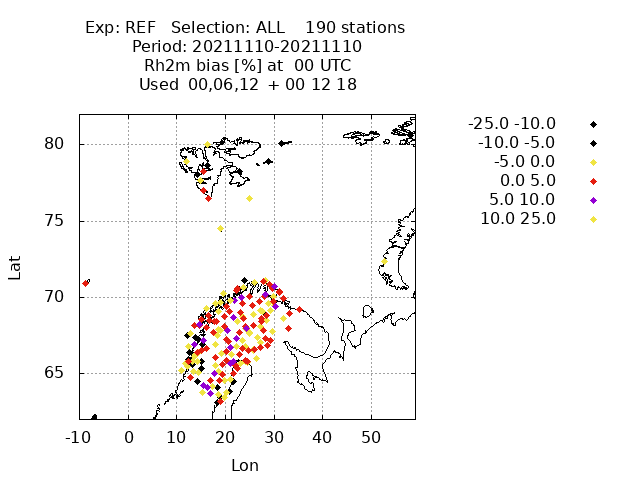 Exp: REF Selection: ALL 190 stations
Period: 20211110-20211110
Rh2m bias [%] at 00 UTC
Used 00,06,12 + 00 12 18
-25.0 -10.0
-10.0 -5.0
-5.0 0.0
0.0 5.0
5.0 10.0
10.0 25.0
80
75
70
65
Lat
-10 0 10 20 30 40 50
Lon